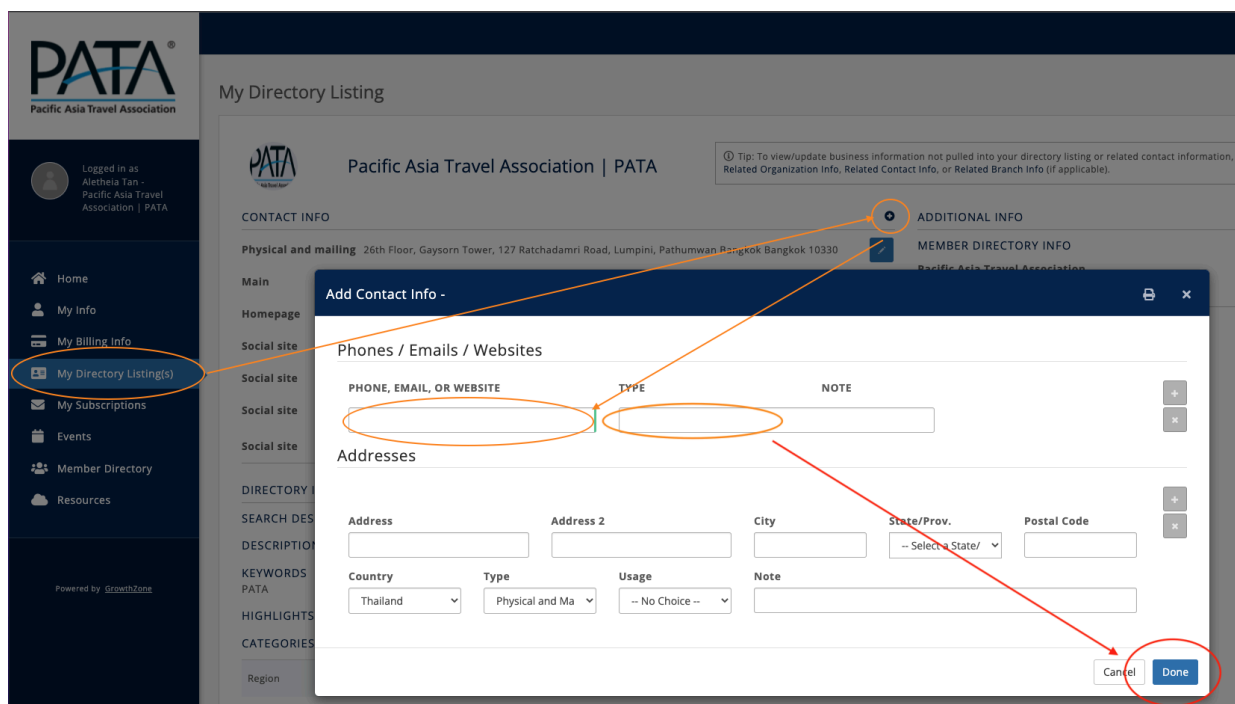 PATA®
Pacific Asia Travel Association
Logged in as
Aletheia Tan -
Pacific Asia Travel
Association | PATA
Home
My Info
My Billing Info
My Directory Listing(s)
My Subscriptions
Events
Member Directory
Resources
Powered by GrowthZone
My Directory Listing
PATA
Pacific Asia Travel Association | PATA
Tip: To view/update business information not pulled into your directory listing or related contact information,
Related Organization Info, Related Contact Info, or Related Branch Info (if applicable).
CONTACT INFO
ADDITIONAL INFO
Physical and mailing 26th Floor, Gaysorn Tower, 127 Ratchadamri Road, Lumpini, Pathumwan Bangkok Bangkok 10330
MEMBER DIRECTORY INFO
Pacific Asia Travel Association
Main
Homepage
Social site
Social site
Social site
Social site
DIRECTORY
SEARCH DES
DESCRIPTION
KEYWORDS
PATA
HIGHLIGHTS
CATEGORIES
Region
Add Contact Info -
Phones / Emails / Websites
PHONE, EMAIL, OR WEBSITE TYPE NOTE
Addresses
Address Address 2 City State/Prov. Postal Code
-- Select a State/
Country Type Usage Note
Thailand Physical and Ma -- No Choice --
Cancel Done